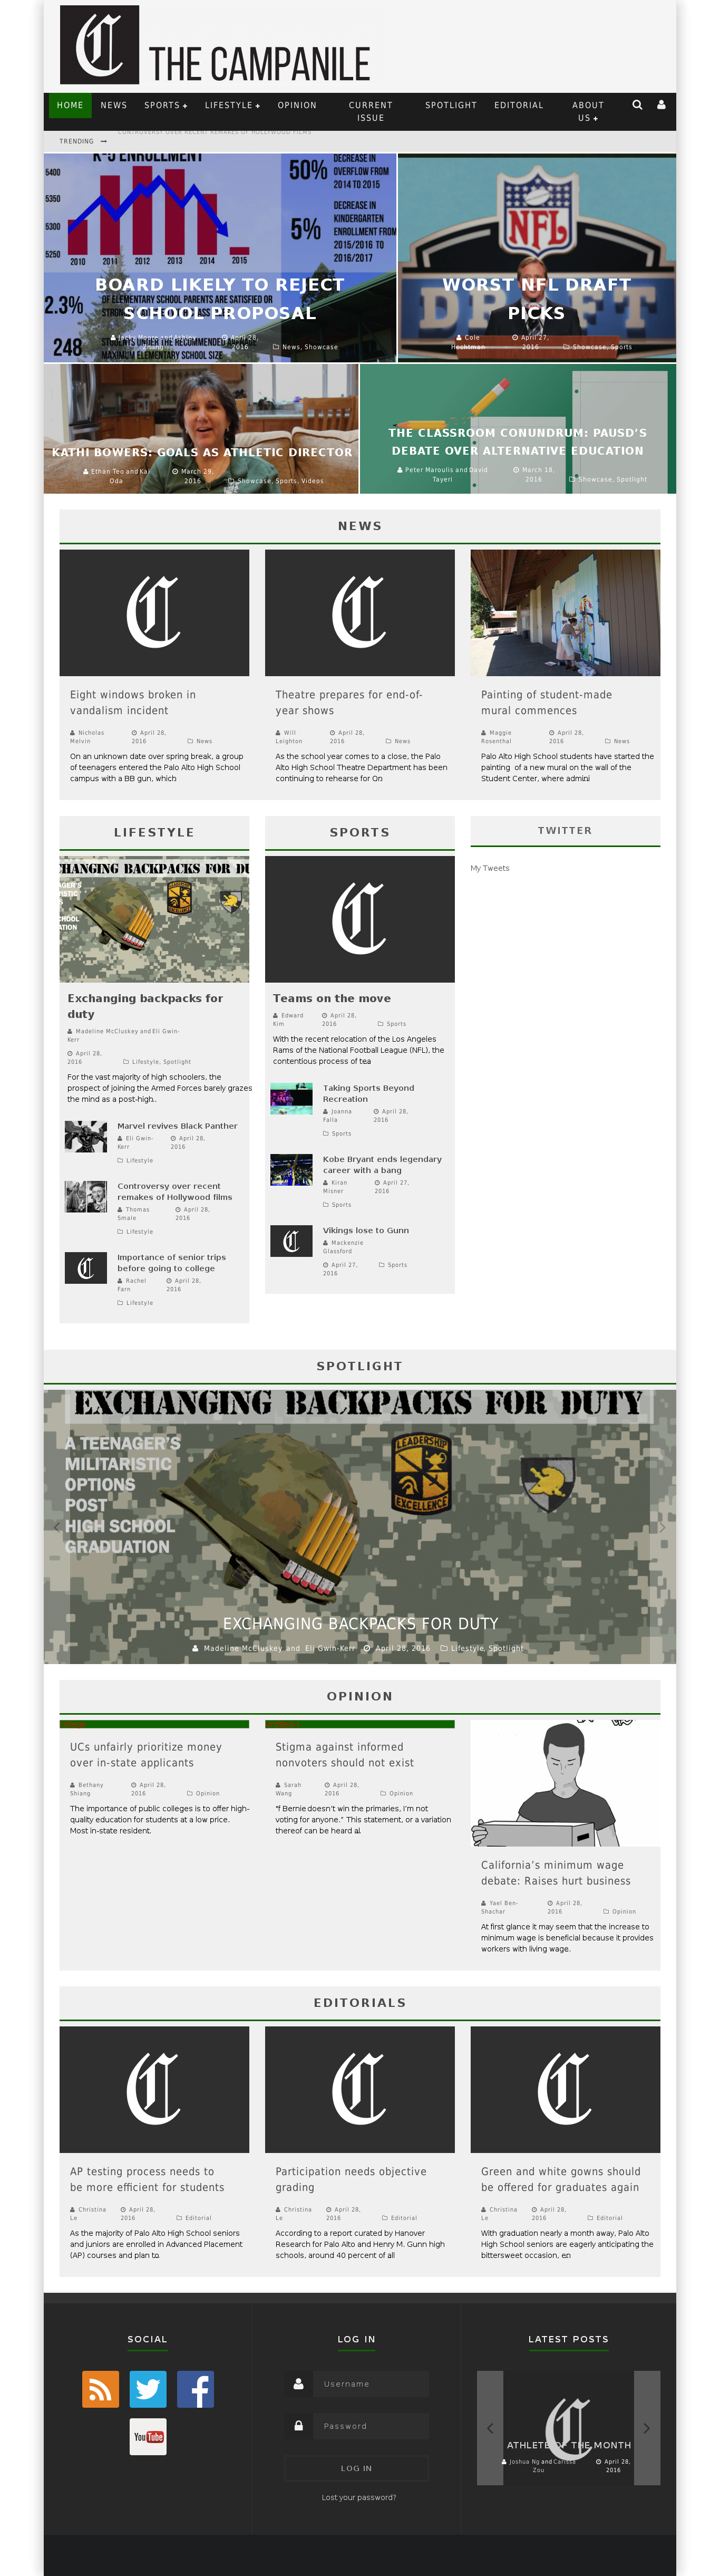 C THE CAMPANILE
HOME NEWS SPORTS LIFESTYLE OPINION CURRENT ISSUE SPOTLIGHT EDITORIAL ABOUT US
TRENDING
CONTROVERSY OVER RECENT REMAKES OF HOLLYWOOD FILMS
K-5 ENROLLMENT
5400
5350
5300
5250
2010 2011 2012 2013 2014 2015
50% DECREASE IN
OVERFLOW FROM
2014 TO 2015
5% DECREASE IN
KINDERGARTEN
ENROLLMENT FROM
2015/2016 TO
2016/2017
2.3%
OF ELEMENTARY SCHOOL PARENTS ARE SATISFIED OR
248
STUDENTS UNDER THE RECOMMENDED
MAXIMUM ELEMENTARY SCHOOL SIZE
BOARD LIKELY TO REJECT
SCHOOL PROPOSAL
April 28,
2016
News, Showcase
NFL
WORST NFL DRAFT
PICKS
Cole
Hechtman
April 27,
2016
Showcase, Sports
KATHI BOWERS: GOALS AS ATHLETIC DIRECTOR
Ethan Teo and Kai
Oda
March 29,
2016
Showcase, Sports, Videos
THE CLASSROOM CONUNDRUM: PAUSD'S
DEBATE OVER ALTERNATIVE EDUCATION
Peter Maroulis and David
Tayeri
March 18,
2016
Showcase, Spotlight
NEWS
C
Eight windows broken in
vandalism incident
Nicholas
Melvin
April 28,
2016
News
On an unknown date over spring break, a group
of teenagers entered the Palo Alto High School
campus with a BB gun, which
C
Theatre prepares for end-of-
year shows
Will
Leighton
April 28,
2016
News
As the school year comes to a close, the Palo
Alto High School Theatre Department has been
continuing to rehearse for On
Painting of student-made
mural commences
Maggie
Rosenthal
April 28,
2016
News
Palo Alto High School students have started the
painting of a new mural on the wall of the
Student Center, where admini
LIFESTYLE
Exchanging backpacks for
duty
Madeline McCluskey and Eli Gwin-
Kerr
April 28,
2016
Lifestyle, Spotlight
For the vast majority of high schoolers, the
prospect of joining the Armed Forces barely grazes
the mind as a post-high..
Marvel revives Black Panther
Eli Gwin-
Kerr
April 28,
2016
Lifestyle
Controversy over recent
remakes of Hollywood films
Thomas
Smale
April 28,
2016
Lifestyle
C
Importance of senior trips
before going to college
Rachel
Farn
April 28,
2016
Lifestyle
SPORTS
C
Teams on the move
Edward
Kim
April 28,
2016
Sports
With the recent relocation of the Los Angeles
Rams of the National Football League (NFL), the
contentious process of tea
Taking Sports Beyond
Recreation
Joanna
Falla
April 28,
2016
Sports
Kobe Bryant ends legendary
career with a bang
Kiran
Misner
April 27,
2016
Sports
C
Vikings lose to Gunn
Mackenzie
Glassford
April 27,
2016
Sports
TWITTER
My Tweets
SPOTLIGHT
EXCHANGING BACKPACKS FOR DUTY
A TEENAGER'S
MILITARISTIC
OPTIONS
POST
HIGH SCHOOL
GRADUATION
LEADERSHIP
EXCELLENCE
EXCHANGING BACKPACKS FOR DUTY
Madeline McCluskey and Eli Gwin-Kerr April 28, 2016 Lifestyle, Spotlight
OPINION
UCs unfairly prioritize money
over in-state applicants
Bethany
Shiang
April 28,
2016
Opinion
The importance of public colleges is to offer high-
quality education for students at a low price.
Most in-state resident.
Stigma against informed
nonvoters should not exist
Sarah
Wang
April 28,
2016
Opinion
"If Bernie doesn't win the primaries, I'm not
voting for anyone." This statement, or a variation
thereof can be heard al
California's minimum wage
debate: Raises hurt business
Yael Ben-
Shachar
April 28,
2016
Opinion
At first glance it may seem that the increase to
minimum wage is beneficial because it provides
workers with living wage..
EDITORIALS
C
AP testing process needs to
be more efficient for students
Christina
Le
April 28,
2016
Editorial
As the majority of Palo Alto High School seniors
and juniors are enrolled in Advanced Placement
(AP) courses and plan to
C
Participation needs objective
grading
Christina
Le
April 28,
2016
Editorial
According to a report curated by Hanover
Research for Palo Alto and Henry M. Gunn high
schools, around 40 percent of all
C
Green and white gowns should
be offered for graduates again
Christina
Le
April 28,
2016
Editorial
With graduation nearly a month away, Palo Alto
High School seniors are eagerly anticipating the
bittersweet occasion, en
SOCIAL
You Tube
LOG IN
Username
Password
LOG IN
Lost your password?
LATEST POSTS
C
ATHLETE OF THE MONTH
Joshua Ng and Carissa
Zou
April 28,
2016